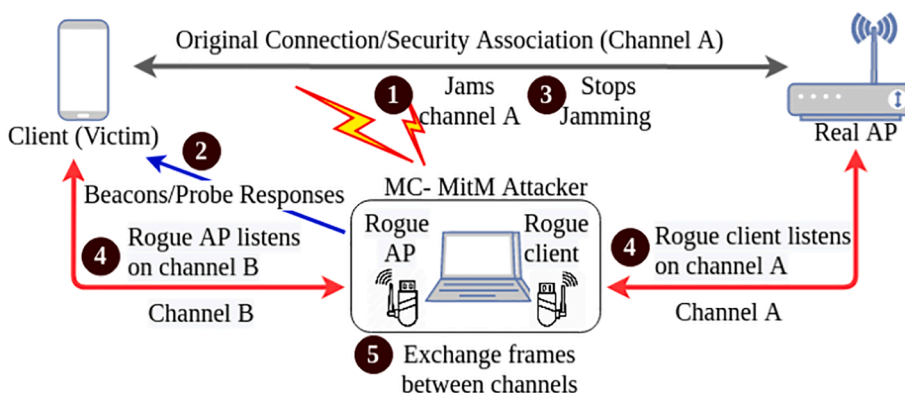 Original Connection/Security Association (Channel A)
1 Jams
channel A
3 Stops
Jamming
Client (Victim)
Real AP
2
Beacons/Probe Responses
MC- MitM Attacker
Rogue
AP
Rogue
client
4 Rogue AP listens
on channel B
Channel B
4 Rogue client listens
on channel A
Channel A
5 Exchange frames
between channels